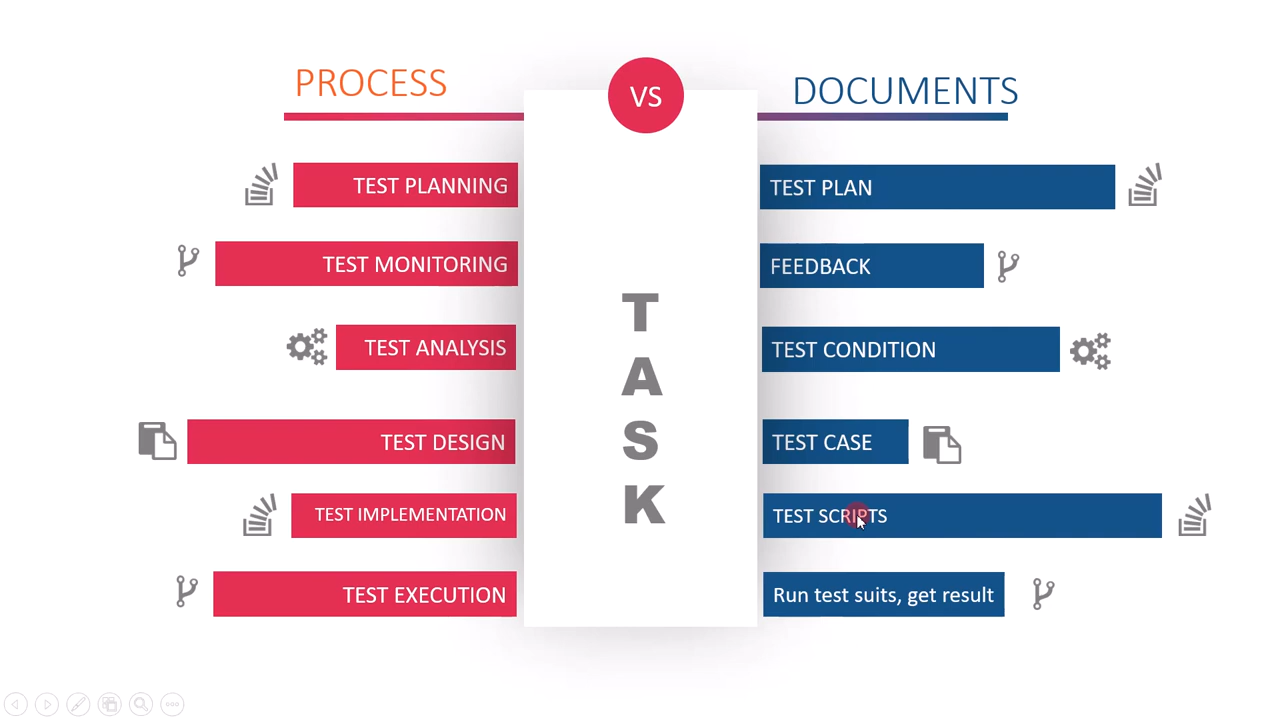 PROCESS
VS
DOCUMENTS
TEST PLANNING
TEST PLAN
TEST MONITORING
FEEDBACK
TEST ANALYSIS
TEST CONDITION
TEST DESIGN
TEST CASE
TEST IMPLEMENTATION
TEST SCRIPTS
TEST EXECUTION
Run test suits, get result
T
A
S
K